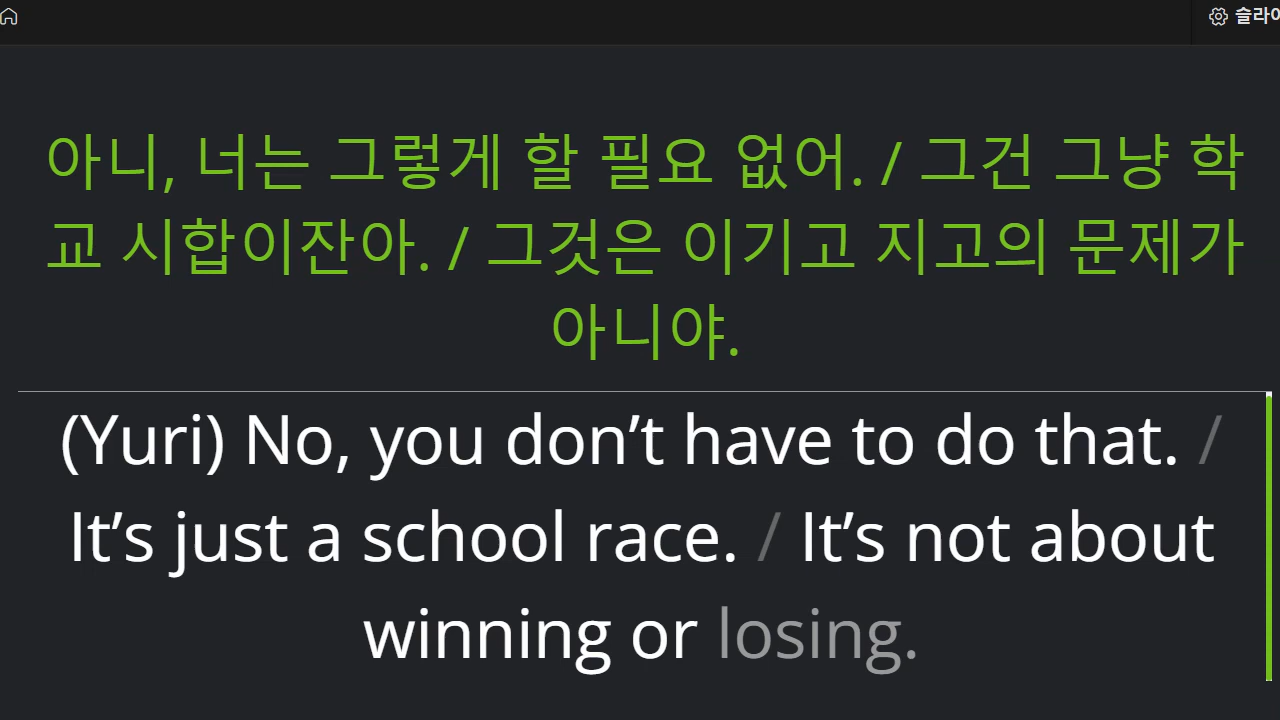 슬라이
아니, 너는 그렇게 할 필요 없어. / 그건 그냥 학
교 시합이잖아. / 그것은 이기고 지고의 문제가
아니야.
(Yuri) No, you don’t have to do that. /
It’s just a school race. / It’s not about
winning or losing.